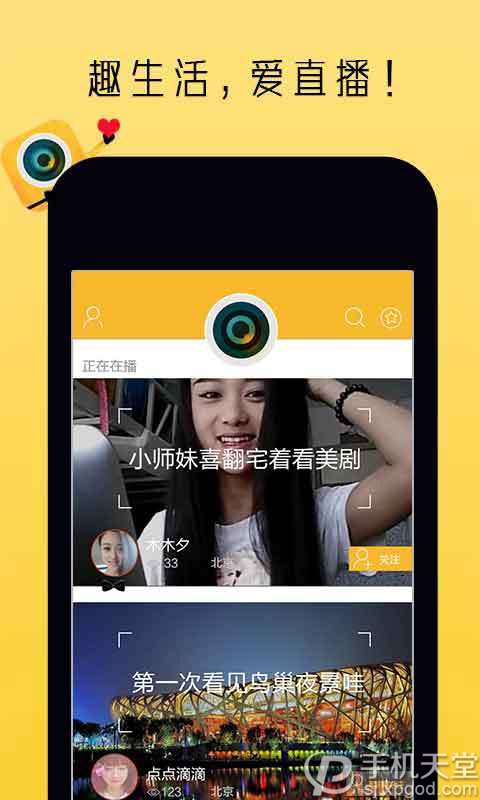 趣生活,爱直播!
正在在播
小师妹喜翻宅着看美剧
木木夕
33 北京
关注
第一次看见鸟巢夜景哇
点点滴滴
123 北京
手机天堂
sj.xpgod.com